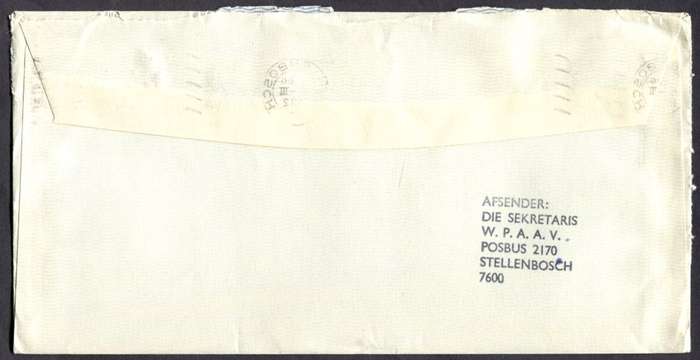 AFSENDER:
DIE SEKRETARIS
W. P. A. A. V.
POSBUS 2170
STELLENBOSCH
7600